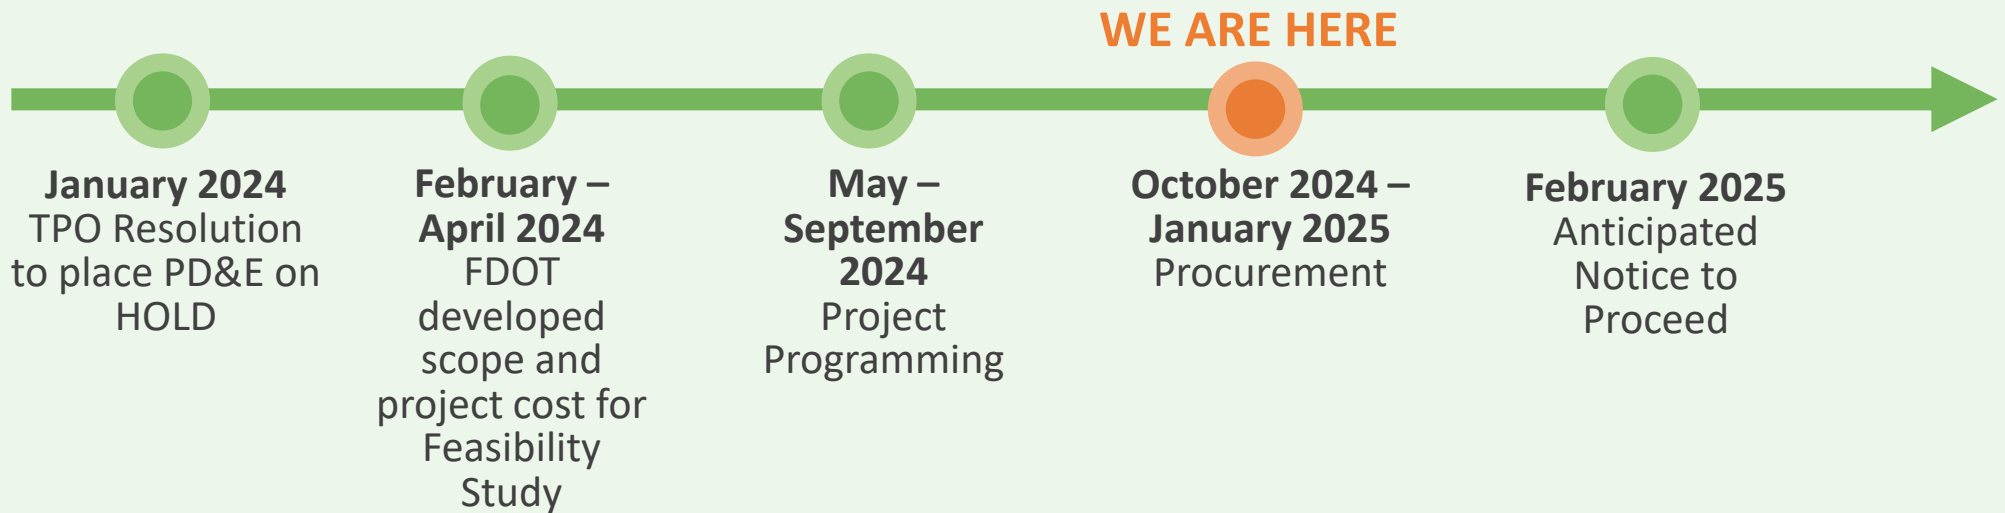 WE ARE HERE
January 2024
TPO Resolution
to place PD&E on
HOLD
February –
April 2024
FDOT
developed
scope and
project cost for
Feasibility
Study
May –
September
2024
Project
Programming
October 2024 –
January 2025
Procurement
February 2025
Anticipated
Notice to
Proceed